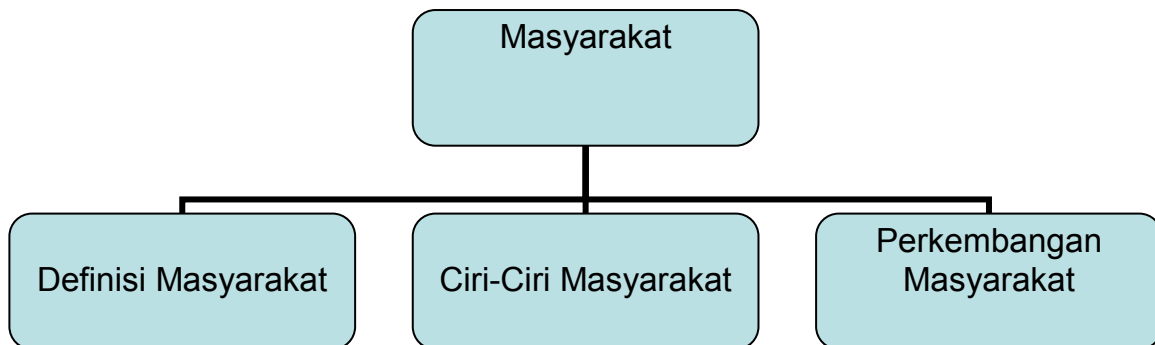 Masyarakat
Definisi Masyarakat
Ciri-Ciri Masyarakat
Perkembangan
Masyarakat